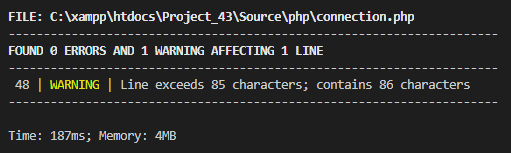 FILE: C:\xampp\htdocs\Project_43\Source\php\connection.php
----------------------------------------------------------------------
FOUND 0 ERRORS AND 1 WARNING AFFECTING 1 LINE
----------------------------------------------------------------------
 48 | WARNING | Line exceeds 85 characters; contains 86 characters
----------------------------------------------------------------------
Time: 187ms; Memory: 4MB